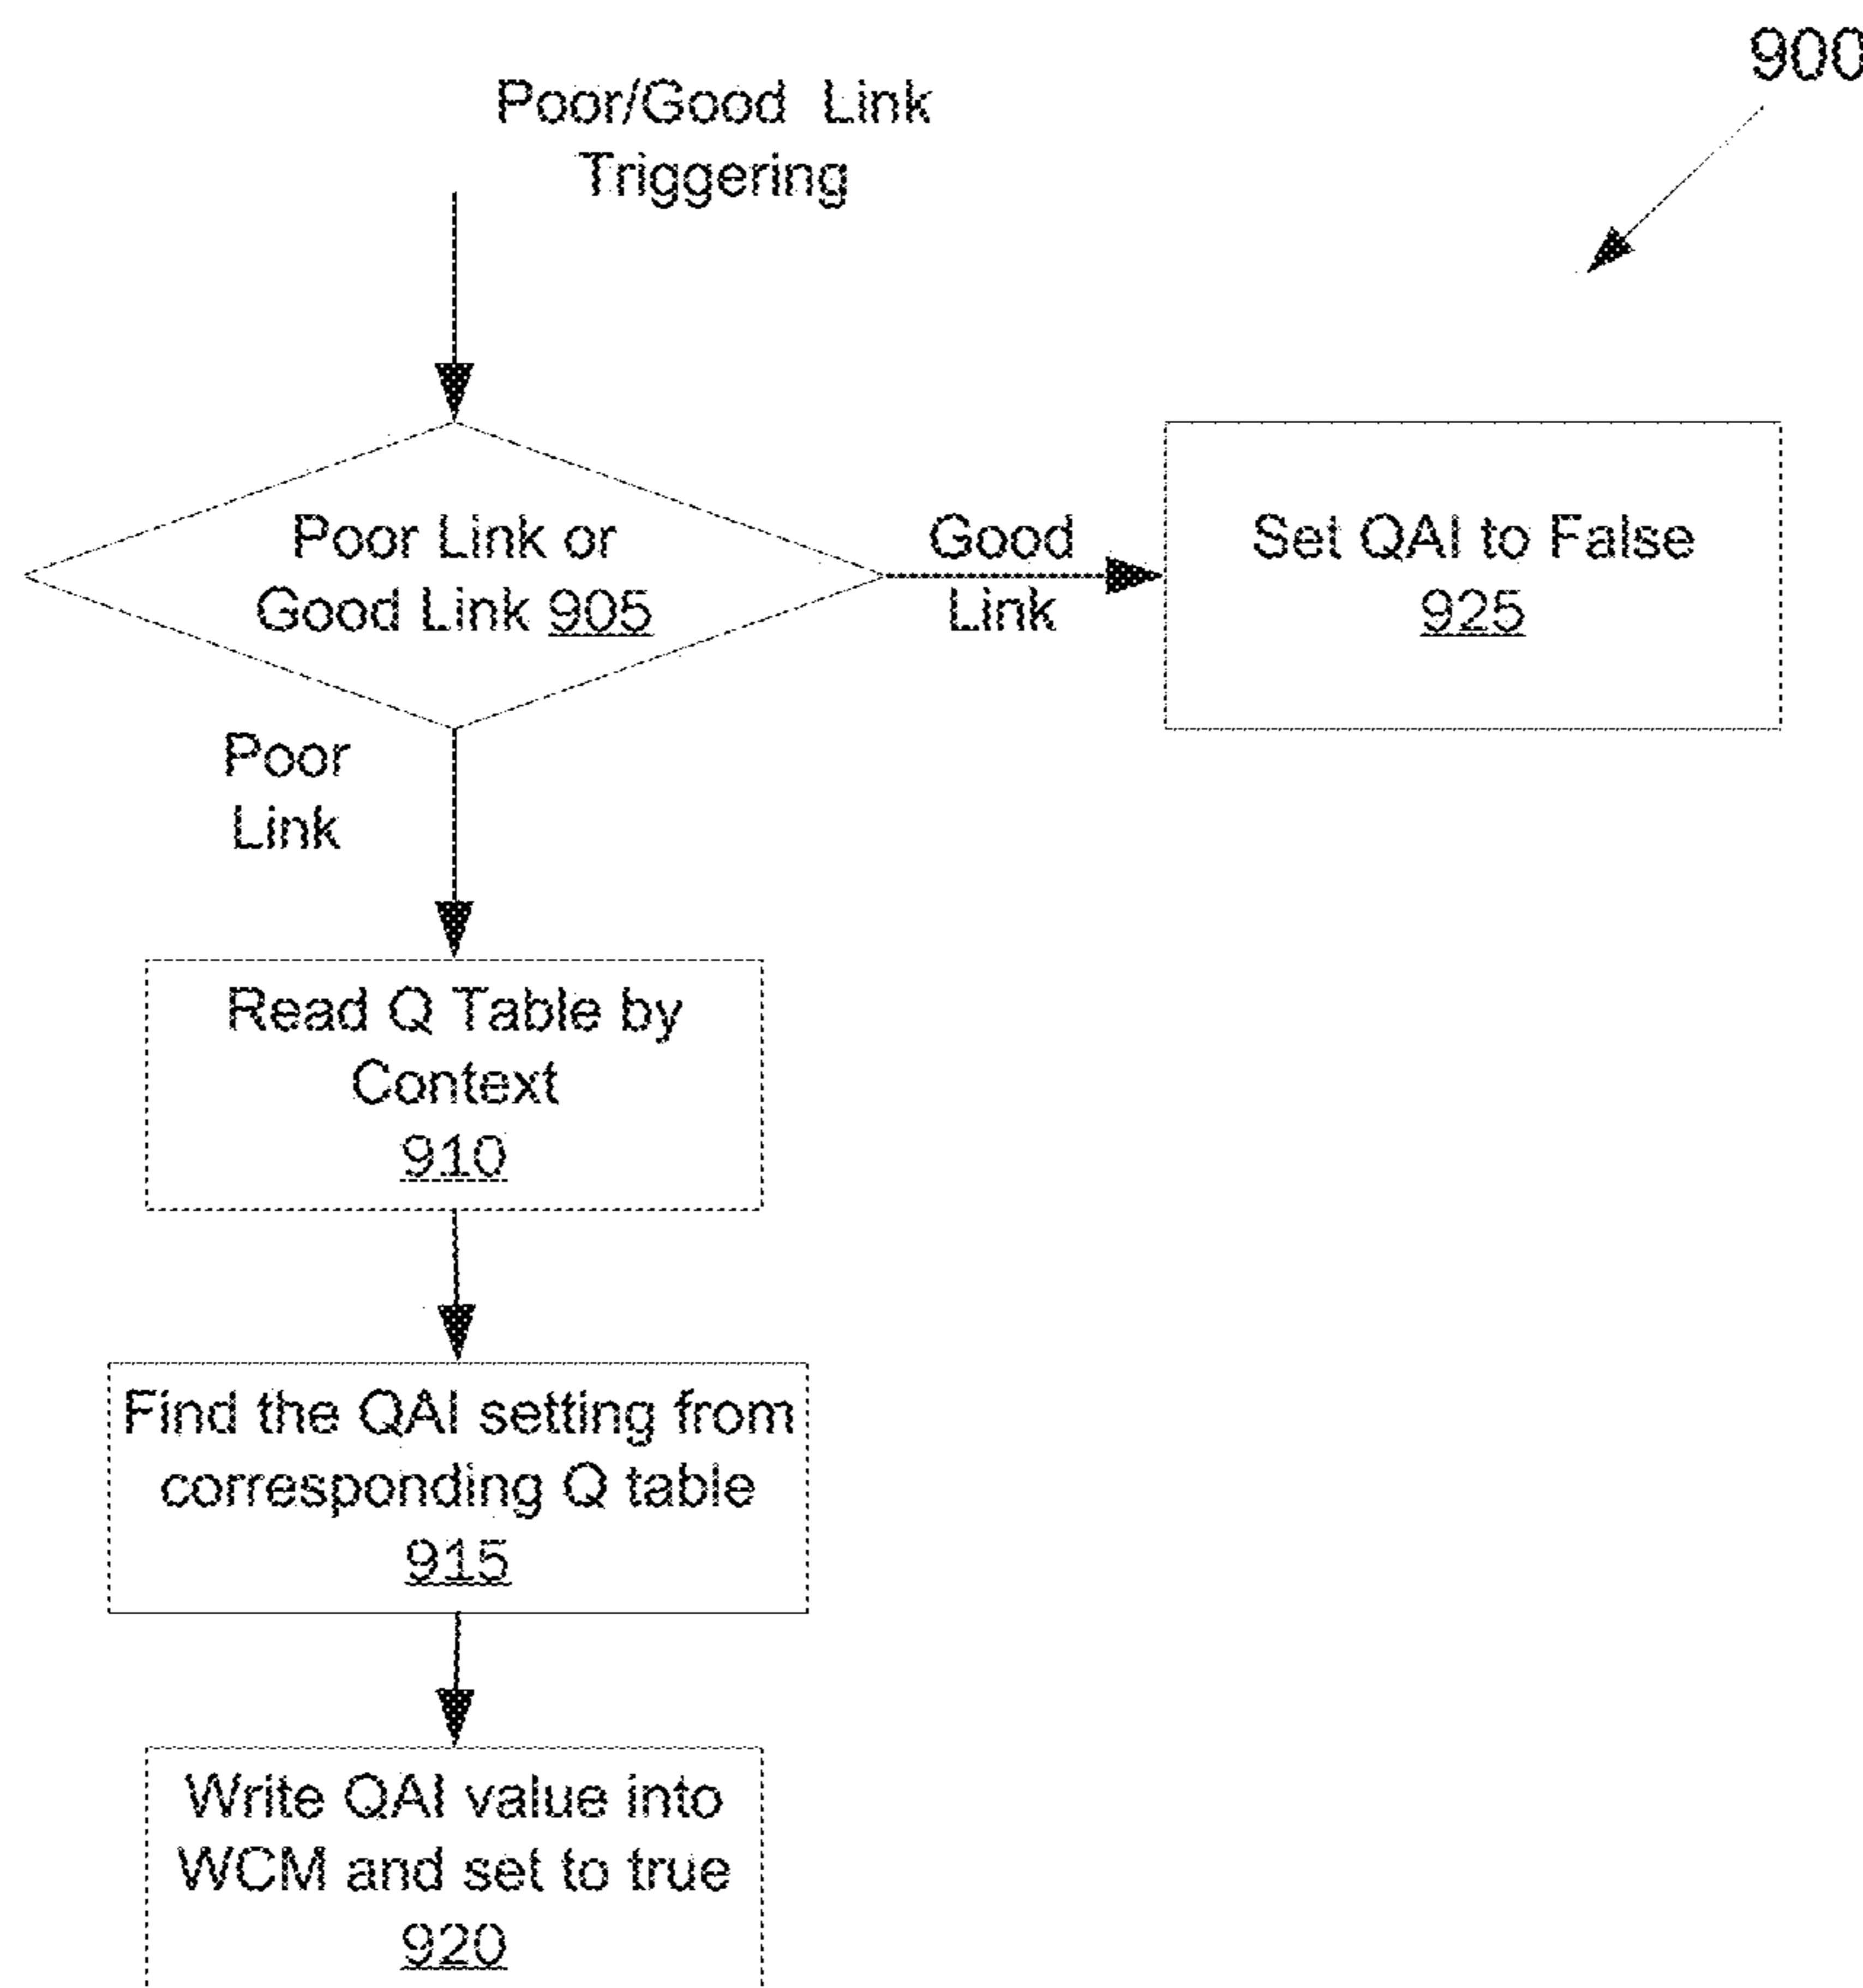 900
Poor/Good Link
Triggering
Poor Link or
Good Link 905
Good
Link
Set QAI to False
925
Poor
Link
Read Q Table by
Context
910
Find the QAI setting from
corresponding Q table
915
Write QAI value into
WCM and set to true
920